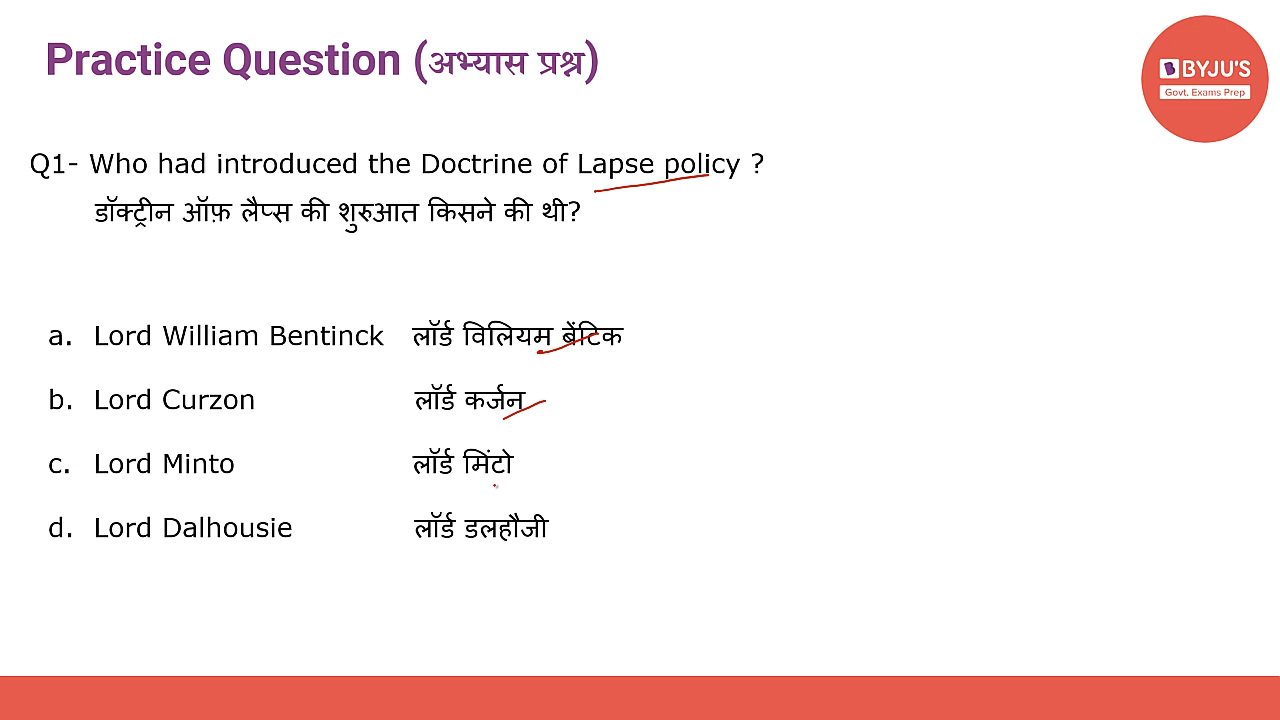 Practice Question (अभ्यास प्रश्न)
BYJU'S
Govt. Exams Prep
Q1- Who had introduced the Doctrine of Lapse policy ?
डॉक्ट्रीन ऑफ़ लैप्स की शुरुआत किसने की थी?
a. Lord William Bentinck लॉर्ड विलियम बेंटिक
b. Lord Curzon लॉर्ड कर्जन
c. Lord Minto लॉर्ड मिंटो
d. Lord Dalhousie लॉर्ड डलहौजी